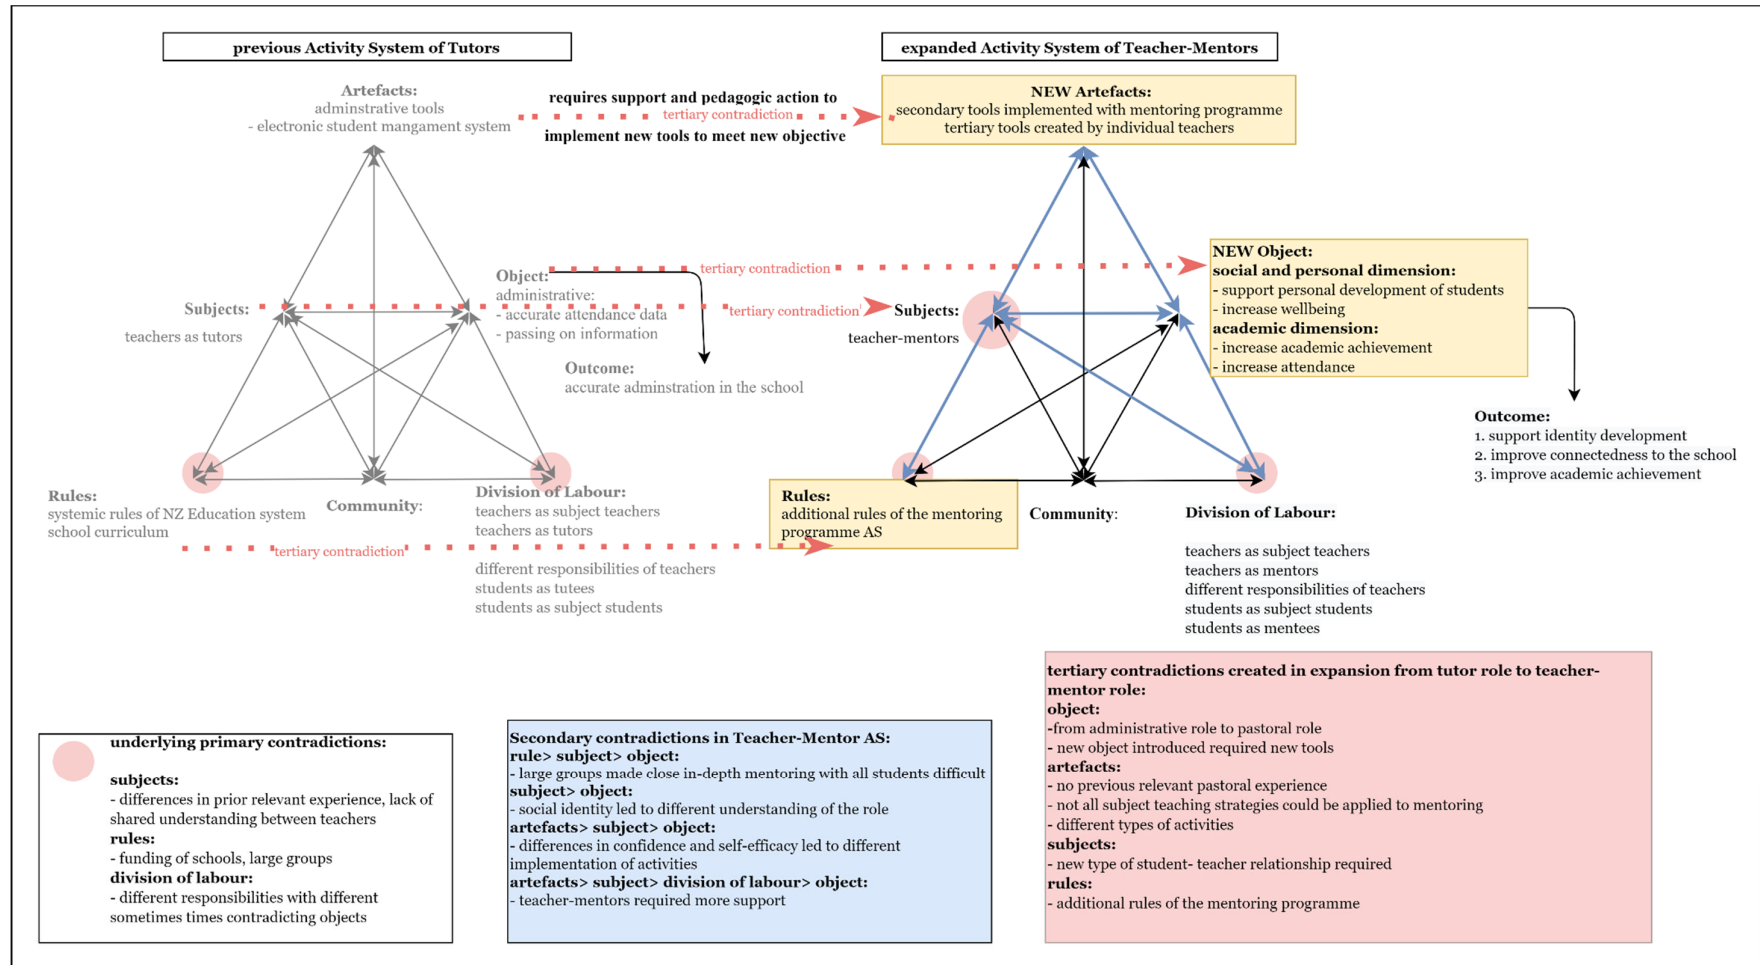 previous Activity System of Tutors
Artefacts:
adminstrative tools
- electronic student mangament system
requires support and pedagogic action to
tertiary contradiction
implement new tools to meet new objective
expanded Activity System of Teacher-Mentors
NEW Artefacts:
secondary tools implemented with mentoring programme
tertiary tools created by individual teachers
Subjects:
teachers as tutors
Object:
administrative:
- accurate attendance data
- passing on information
Outcome:
accurate adminstration in the school
tertiary contradiction
tertiary contradiction
Subjects:
teacher-mentors
NEW Object:
social and personal dimension:
- support personal development of students
- increase wellbeing
academic dimension:
- increase academic achievement
- increase attendance
Outcome:
1. support identity development
2. improve connectedness to the school
3. improve academic achievement
Rules:
systemic rules of NZ Education system
school curriculum
Community:
Division of Labour:
teachers as subject teachers
teachers as tutors
different responsibilities of teachers
students as tutees
students as subject students
tertiary contradiction
Rules:
additional rules of the mentoring
programme AS
Community:
Division of Labour:
teachers as subject teachers
teachers as mentors
different responsibilities of teachers
students as subject students
students as mentees
underlying primary contradictions:
subjects:
- differences in prior relevant experience, lack of
shared understanding between teachers
rules:
- funding of schools, large groups
division of labour:
- different responsibilities with different
sometimes times contradicting objects
Secondary contradictions in Teacher-Mentor AS:
rule> subject> object:
- large groups made close in-depth mentoring with all students difficult
subject> object:
- social identity led to different understanding of the role
artefacts> subject> object:
- differences in confidence and self-efficacy led to different
implementation of activities
artefacts> subject> division of labour> object:
- teacher-mentors required more support
tertiary contradictions created in expansion from tutor role to teacher-
mentor role:
object:
-from administrative role to pastoral role
- new object introduced required new tools
artefacts:
- no previous relevant pastoral experience
- not all subject teaching strategies could be applied to mentoring
- different types of activities
subjects:
- new type of student- teacher relationship required
rules:
- additional rules of the mentoring programme